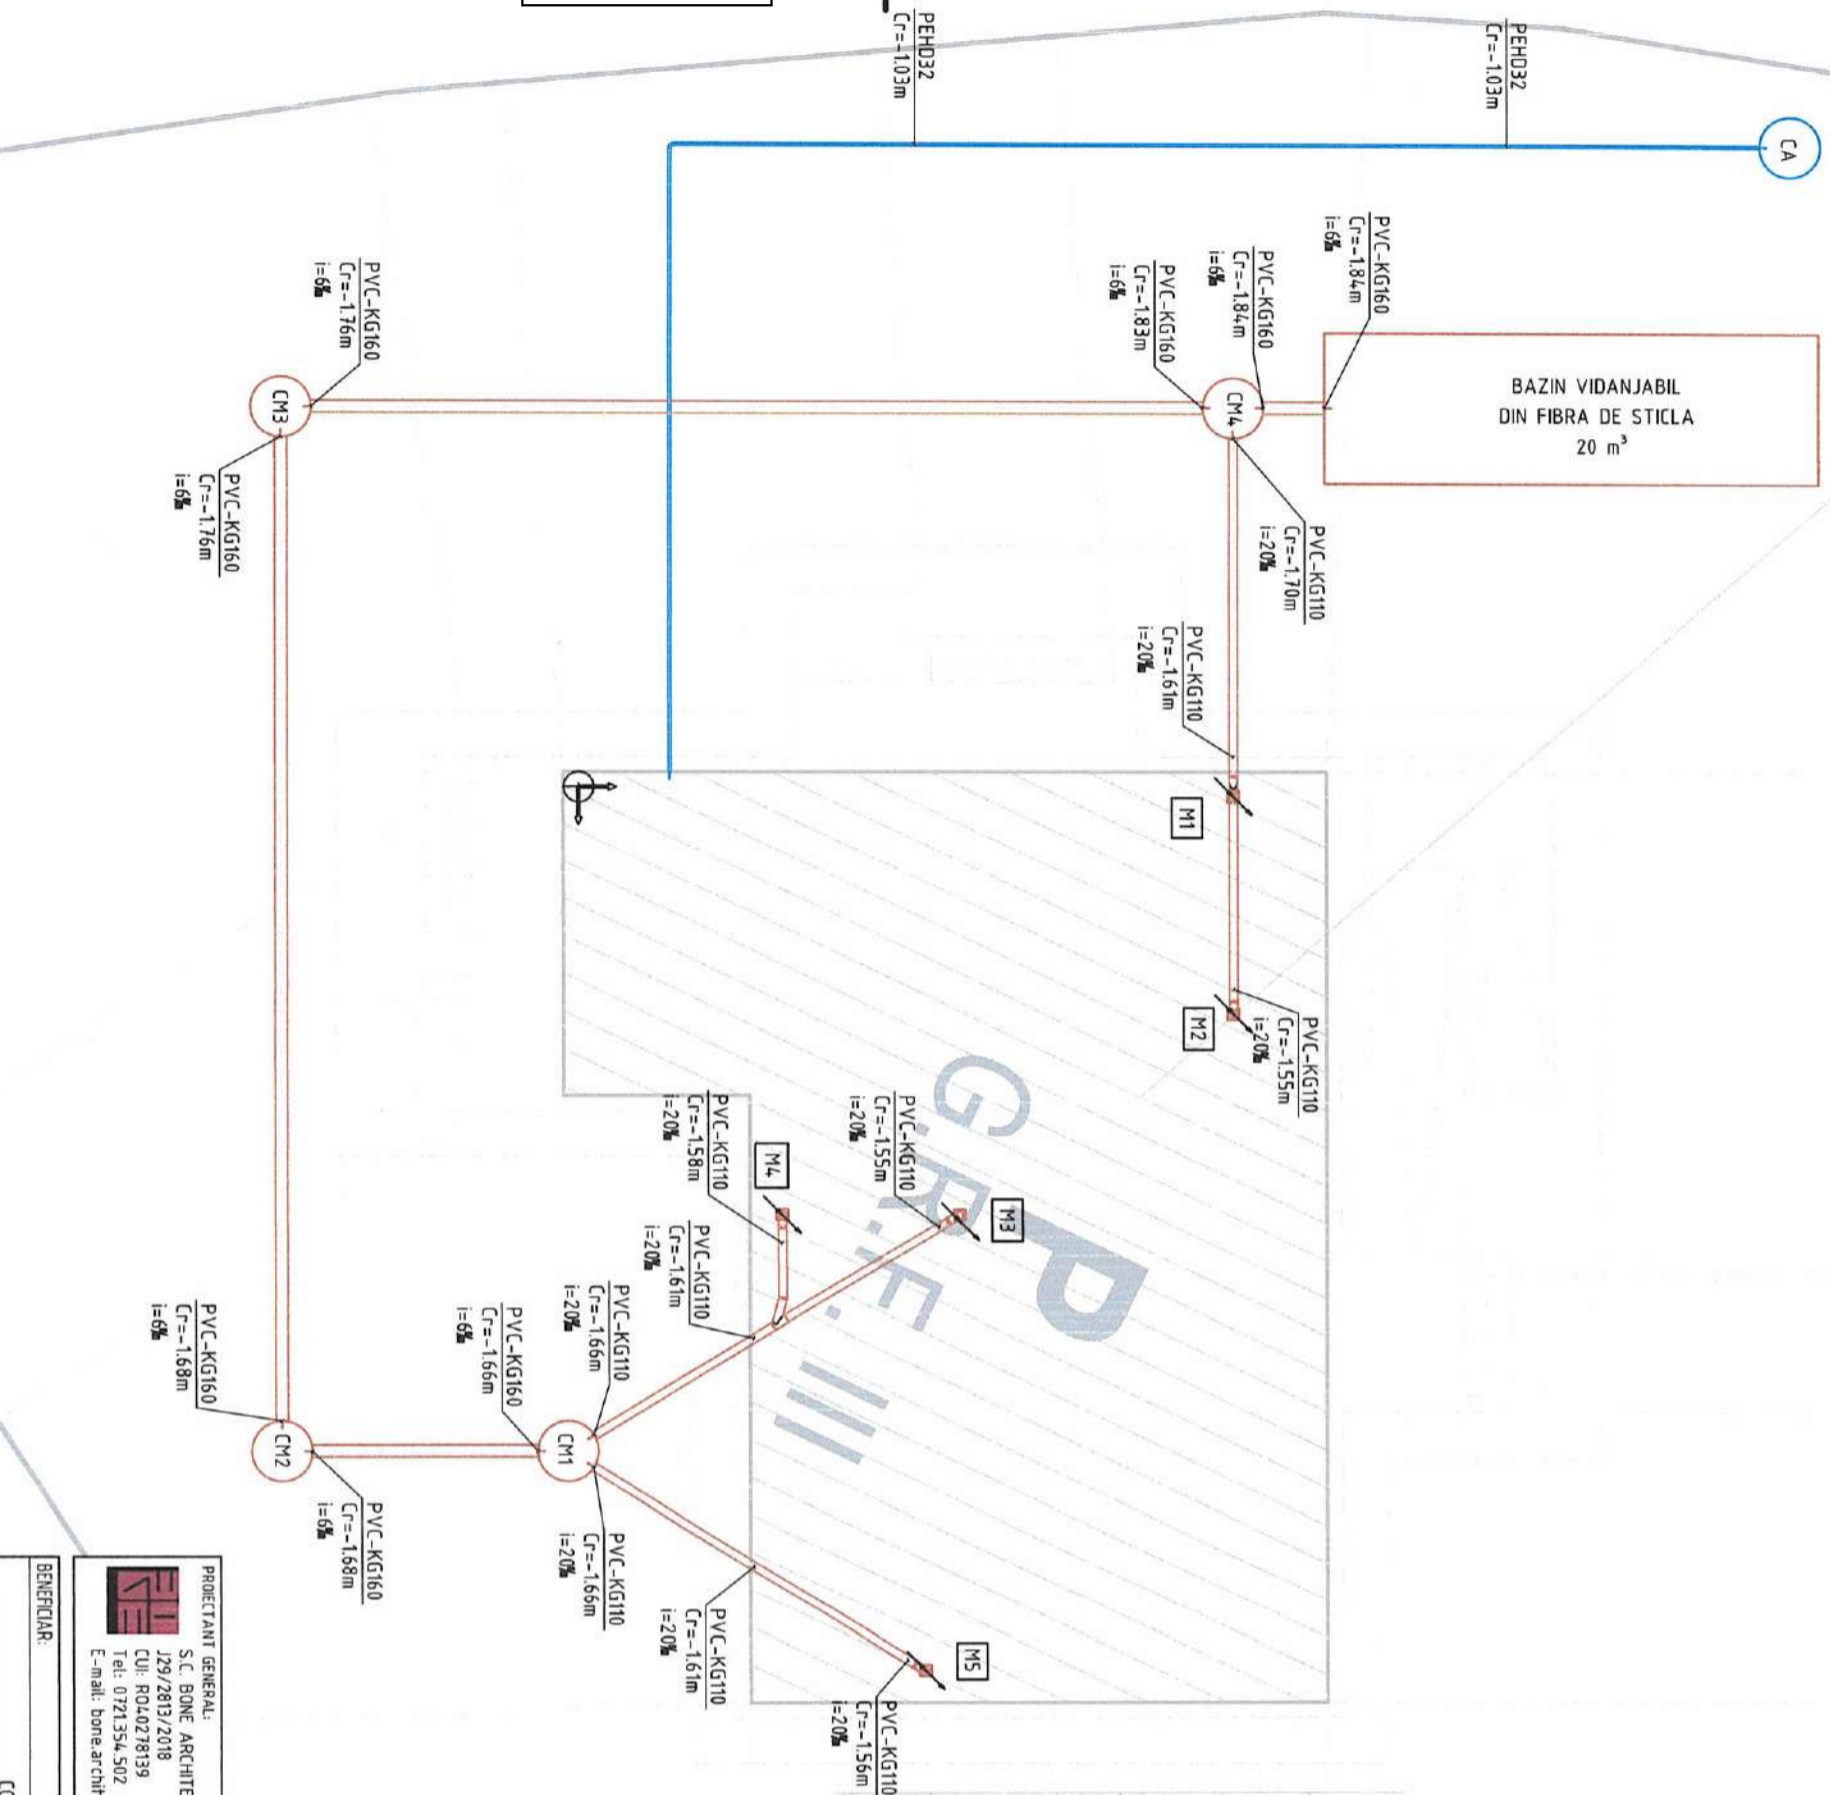 PEHD32
Cr=-1.03m
PEHD32
Cr=-1.03m
CA
PVC-KG160
Cr=-1.84m
i=6‰
PVC-KG160
Cr=-1.84m
i=6‰
PVC-KG160
Cr=-1.83m
i=6‰
PVC-KG160
Cr=-1.76m
i=6‰
BAZIN VIDANJABIL
DIN FIBRA DE STICLA
20 m³
CM3
CM4
PVC-KG160
Cr=-1.76m
i=6‰
PVC-KG110
Cr=-1.70m
i=20‰
PVC-KG110
Cr=-1.61m
i=20‰
M1
M2
PVC-KG110
Cr=-1.55m
i=20‰
G.R.F.
P
PVC-KG110
Cr=-1.55m
i=20‰
PVC-KG110
Cr=-1.58m
i=20‰
M4
M3
PVC-KG110
Cr=-1.61m
i=20‰
PVC-KG110
Cr=-1.66m
i=20‰
PVC-KG160
Cr=-1.66m
i=6‰
PVC-KG160
Cr=-1.68m
i=6‰
CM2
CM1
PVC-KG160
Cr=-1.68m
i=6‰
PVC-KG110
Cr=-1.66m
i=20‰
PVC-KG110
Cr=-1.61m
i=20‰
M5
PVC-KG110
Cr=-1.56m
i=20‰
PROIECTANT GENERAL:
S.C. BONE ARCHITE
J29/2813/2018
CUI: RO40278139
Tel: 0721.354.502
E-mail: bone.archit
BENEFICIAR: